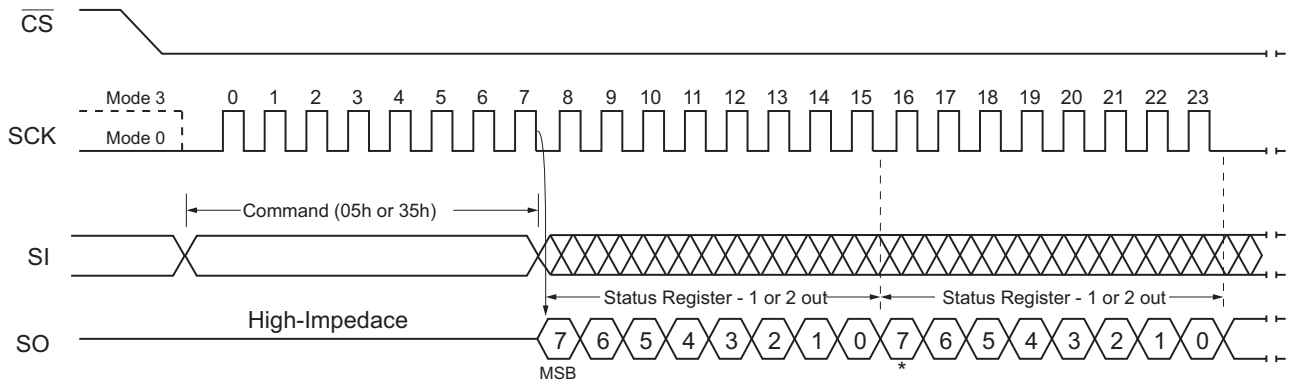 CS
Mode 3
0 1 2 3 4 5 6 7 8 9 10 11 12 13 14 15 16 17 18 19 20 21 22 23
SCK
Mode 0
Command (05h or 35h)
SI
Status Register - 1 or 2 out
Status Register - 1 or 2 out
High-Impedace
SO
7 6 5 4 3 2 1 0 7 6 5 4 3 2 1 0
MSB
*